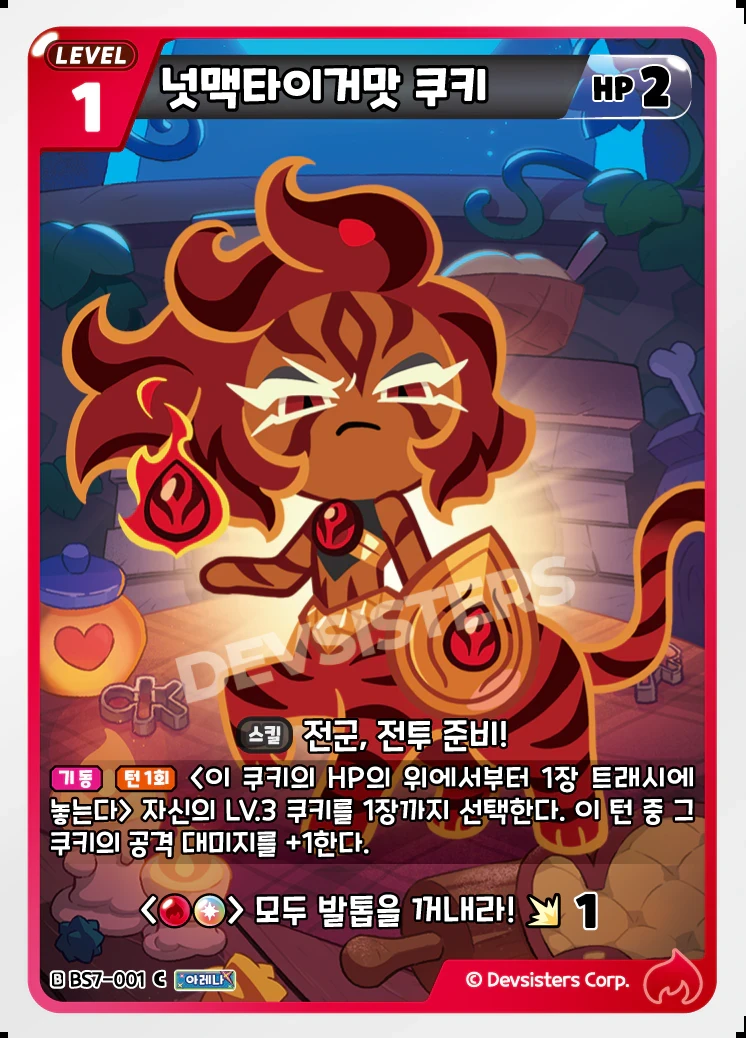 LEVEL
1
넛맥타이거맛 쿠키
HP 2
DEVSISTERS
스킬 전군, 전투 준비!
기동 턴1회 <이 쿠키의 HP의 위에서부터 1장 트래시에
놓는다> 자신의 LV.3 쿠키를 1장까지 선택한다. 이 턴 중 그
쿠키의 공격 대미지를 +1한다.
< > 모두 발톱을 꺼내라! 1
B BS7-001 C 아레나
© Devsisters Corp.